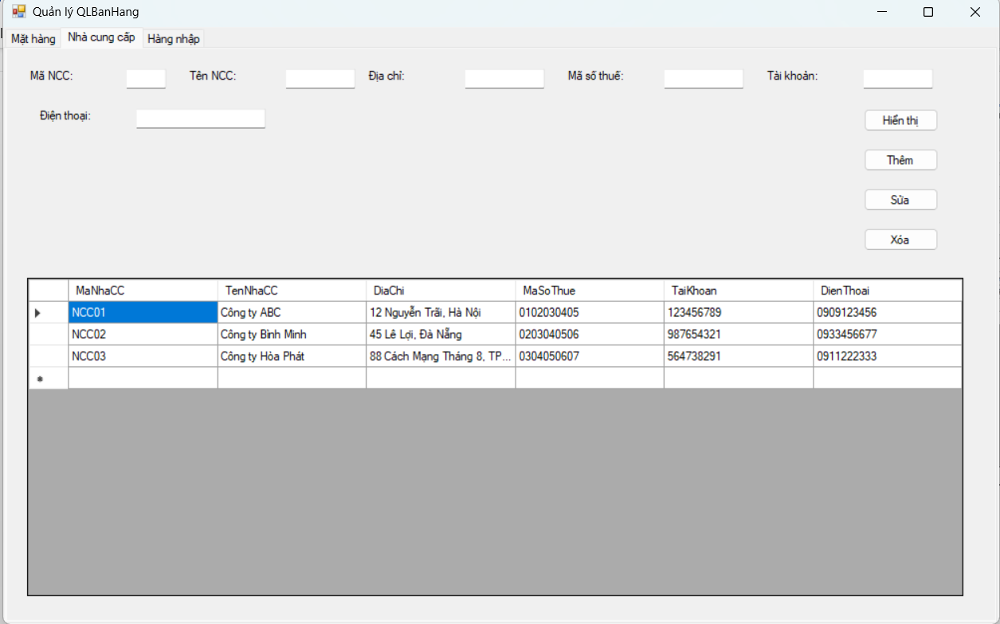 Quản lý QLBanHang
Mặt hàng Nhà cung cấp Hàng nhập
Mã NCC: Tên NCC: Địa chỉ: Mã số thuế: Tài khoản:
Điện thoại:
Hiển thị
Thêm
Sửa
Xóa
MaNhaCC TenNhaCC DiaChi MaSoThue TaiKhoan DienThoai
NCC01 Công ty ABC 12 Nguyễn Trãi, Hà Nội 0102030405 123456789 0909123456
NCC02 Công ty Bình Minh 45 Lê Lợi, Đà Nẵng 0203040506 987654321 0933456677
NCC03 Công ty Hòa Phát 88 Cách Mạng Tháng 8, TP... 0304050607 564738291 0911222333